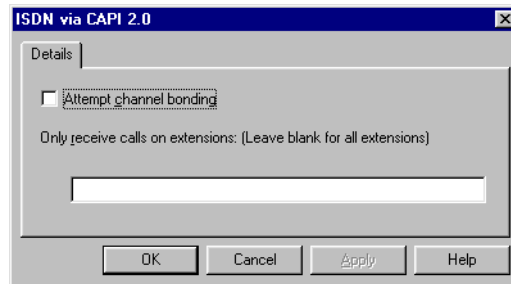 ISDN via CAPI 2.0
Details
Attempt channel bonding
Only receive calls on extensions: (Leave blank for all extensions)
OK Cancel Apply Help